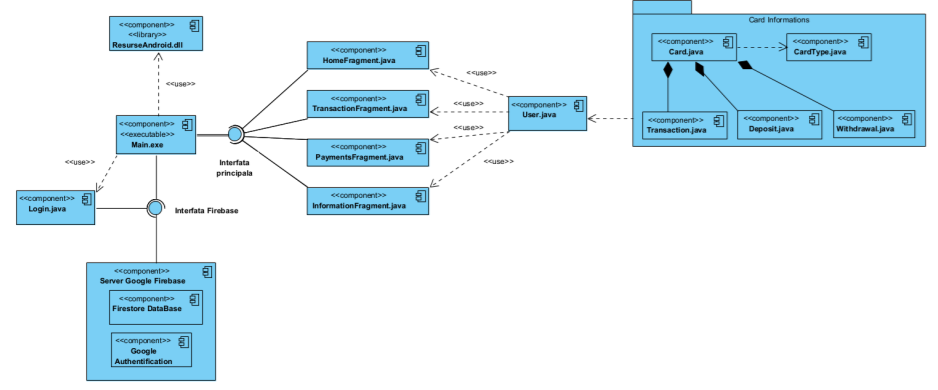 <<component>>
<<library>>
ResurseAndroid.dll
<<use>>
<<component>>
<<executable>>
Main.exe
<<use>>
<<component>>
Login.java
Interfata
principala
Interfata Firebase
<<component>>
Server Google Firebase
<<component>>
Firestore DataBase
<<component>>
Google
Authentification
<<component>>
HomeFragment.java
<<component>>
TransactionFragment.java
<<component>>
PaymentsFragment.java
<<component>>
InformationFragment.java
<<use>>
<<use>>
<<use>>
<<use>>
<<component>>
User.java
Card Informations
<<component>>
Card.java
<<component>>
CardType.java
<<component>>
Transaction.java
<<component>>
Deposit.java
<<component>>
Withdrawal.java